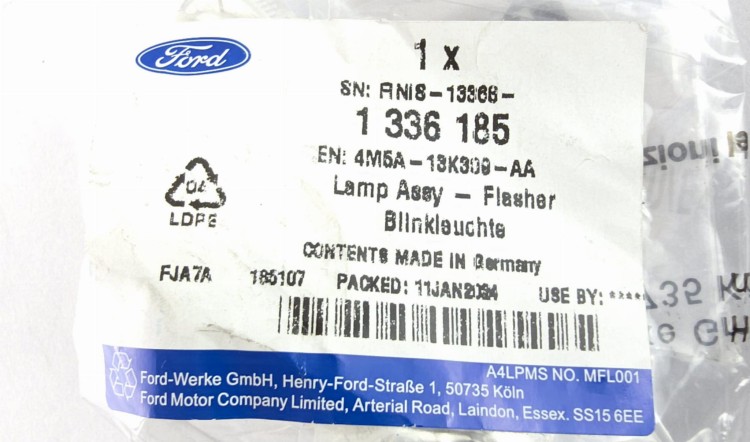 Ford
1 x
SN: FINIS-13366-
1 336 185
EN: 4M5A-13K309-AA
Lamp Assy - Flasher
Blinkleuchte
04
LDPE
CONTENTS MADE IN Germany
FJA7A 185107 PACKED: 11JAN2024 USE BY: ****
A4LPMS NO. MFL001
Ford-Werke GmbH, Henry-Ford-Straße 1, 50735 Köln
Ford Motor Company Limited, Arterial Road, Laindon, Essex. SS15 6EE